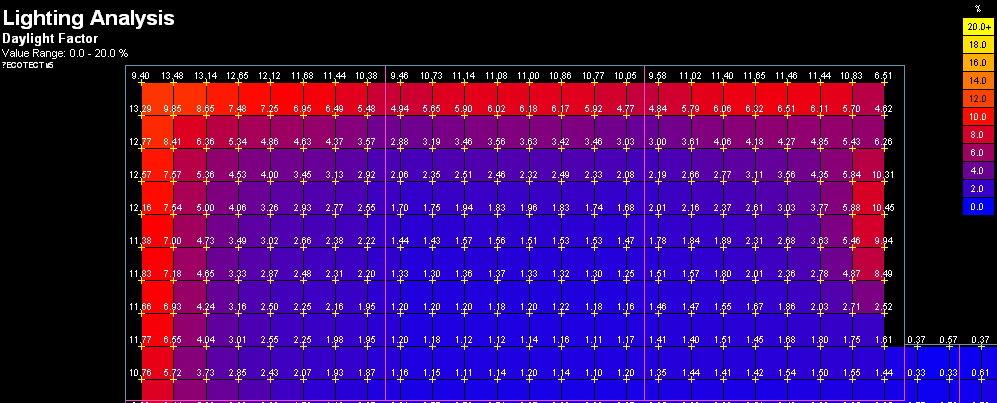 Lighting Analysis
Daylight Factor
Value Range: 0.0 - 20.0 %
?ECOTECT v5
%
20.0+
18.0
16.0
14.0
12.0
10.0
8.0
6.0
4.0
2.0
0.0
9.40 13.48 13.14 12.65 12.12 11.68 11.44 10.38 9.46 10.73 11.14 11.08 11.00 10.86 10.77 10.05 9.58 11.02 11.40 11.65 11.46 11.44 10.83 6.51
13.29 9.85 8.65 7.48 7.25 6.95 6.49 5.48 4.94 5.65 5.90 6.02 6.18 6.17 5.92 4.77 4.84 5.79 6.06 6.32 6.51 6.11 5.70 4.62
12.77 8.41 6.36 5.34 4.86 4.63 4.37 3.57 2.88 3.19 3.46 3.56 3.63 3.42 3.46 3.03 3.00 3.61 4.06 4.18 4.27 4.85 5.43 6.26
12.57 7.57 5.36 4.53 4.00 3.45 3.13 2.92 2.06 2.35 2.51 2.46 2.32 2.49 2.33 2.08 2.19 2.66 2.77 3.11 3.56 4.35 5.84 10.31
12.16 7.54 5.00 4.06 3.26 2.93 2.77 2.55 1.70 1.75 1.94 1.83 1.96 1.83 1.74 1.68 2.01 2.16 2.37 2.61 3.03 3.77 5.88 10.45
11.38 7.00 4.73 3.49 3.02 2.66 2.38 2.22 1.44 1.43 1.57 1.56 1.51 1.53 1.53 1.47 1.78 1.84 1.89 2.31 2.68 3.63 5.46 9.94
11.83 7.18 4.65 3.33 2.87 2.48 2.31 2.20 1.33 1.30 1.36 1.37 1.33 1.32 1.30 1.25 1.51 1.57 1.80 2.01 2.36 2.78 4.87 8.49
11.66 6.93 4.24 3.16 2.50 2.25 2.16 1.95 1.20 1.20 1.20 1.18 1.20 1.22 1.18 1.16 1.46 1.47 1.55 1.67 1.86 2.03 2.71 2.52
11.77 6.55 4.04 3.01 2.55 2.25 1.98 1.95 1.20 1.18 1.12 1.12 1.14 1.16 1.11 1.17 1.26 1.41 1.54 1.46 1.68 1.80 1.75 1.61 0.37 0.57 0.37
10.76 5.72 3.73 2.85 2.43 2.07 1.93 1.87 1.16 1.15 1.14 1.20 1.13 1.14 1.10 1.20 1.35 1.44 1.41 1.42 1.54 1.50 1.55 1.44 0.33 0.33 0.61